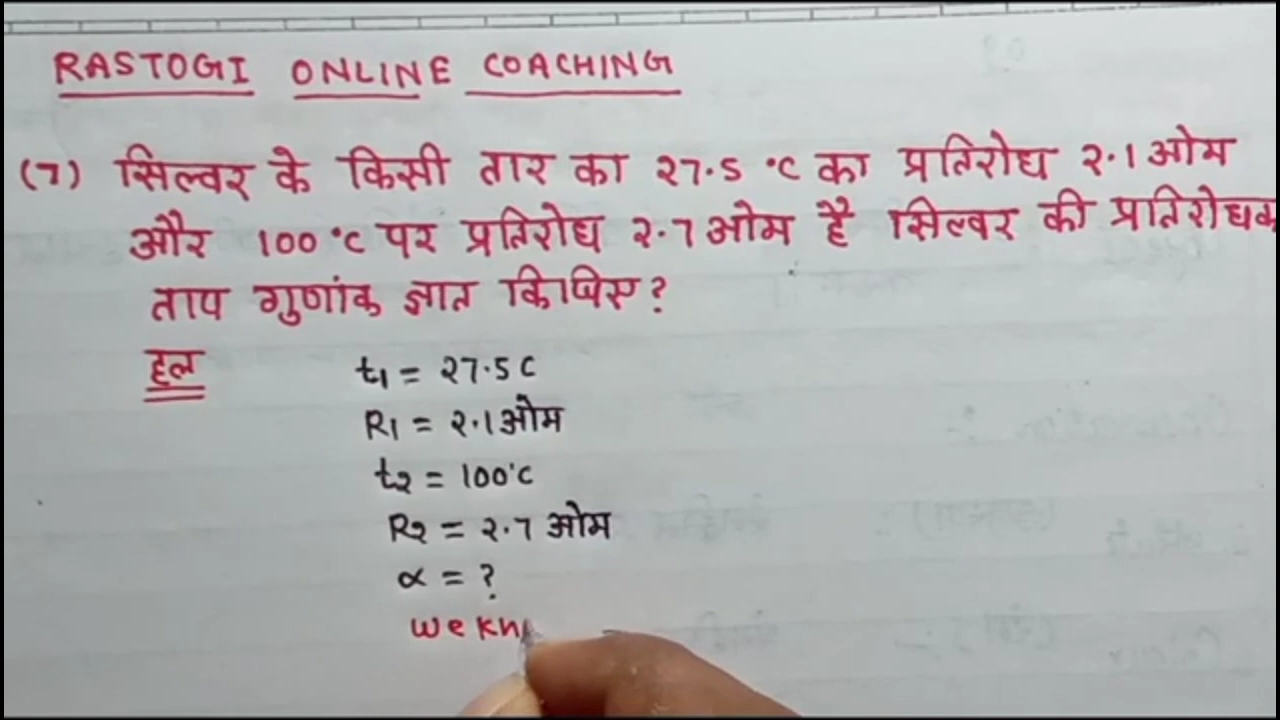 RASTOGI ONLINE COACHING
(7) सिल्वर के किसी तार का 27.5 °C का प्रतिरोध 2.1 ओम
और 100 °C पर प्रतिरोध 2.7 ओम है सिल्वर की प्रतिरोधक
ताप गुणांक ज्ञात किजिए?
हल
t1 = 27.5 C
R1 = 2.1 ओम
t2 = 100°C
R2 = 2.7 ओम
α = ?
We Kn